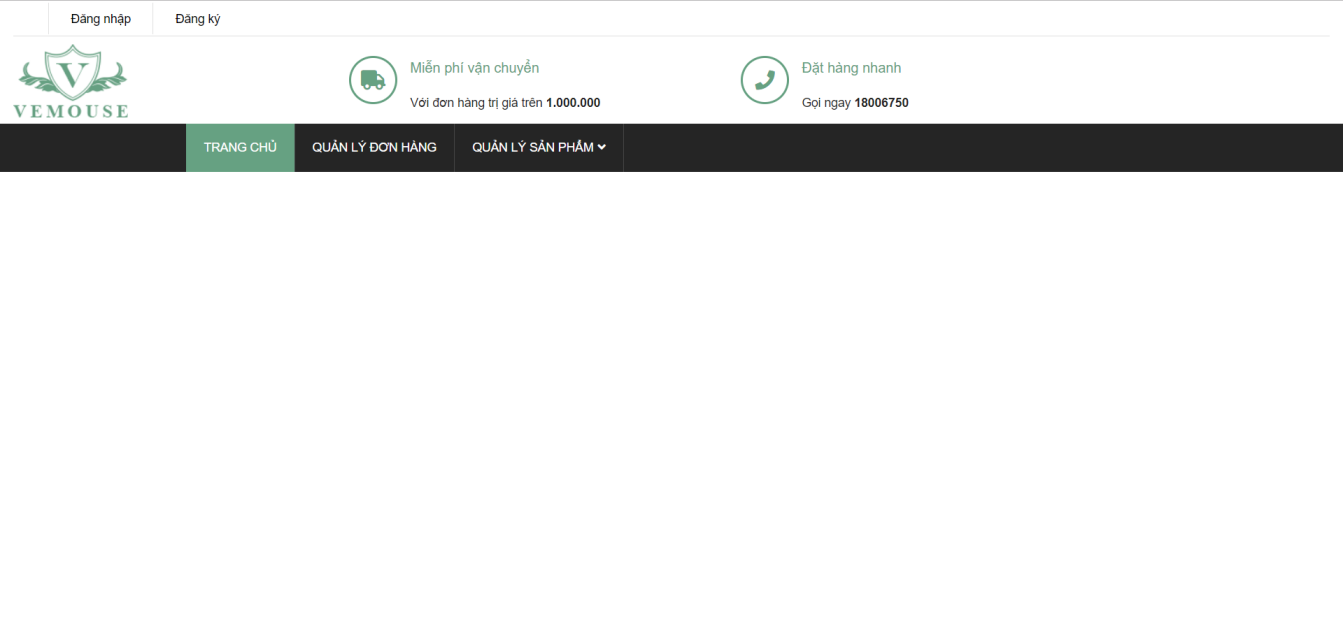 Đăng nhập
Đăng ký
V
VEMOUSE
Miễn phí vận chuyển
Với đơn hàng trị giá trên 1.000.000
Đặt hàng nhanh
Gọi ngay 18006750
TRANG CHỦ
QUẢN LÝ ĐƠN HÀNG
QUẢN LÝ SẢN PHẨM